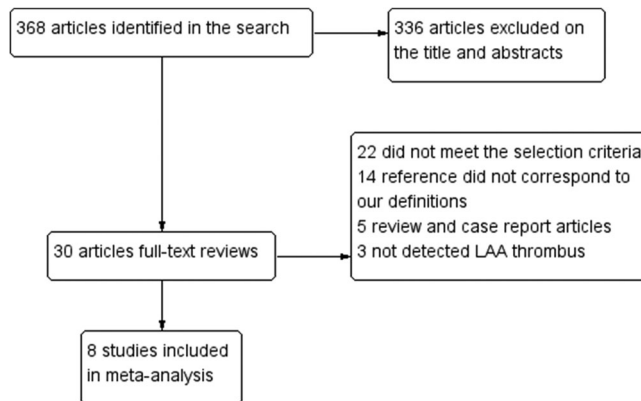 368 articles identified in the search
336 articles excluded on
the title and abstracts
22 did not meet the selection criteria
14 reference did not correspond to
our definitions
5 review and case report articles
3 not detected LAA thrombus
30 articles full-text reviews
8 studies included
in meta-analysis